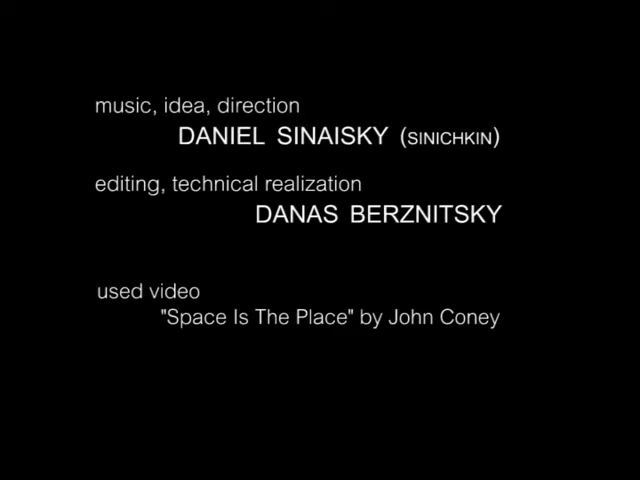 music, idea, direction
DANIEL SINAISKY (SINICHKIN)
editing, technical realization
DANAS BERZNITSKY
used video
"Space Is The Place" by John Coney